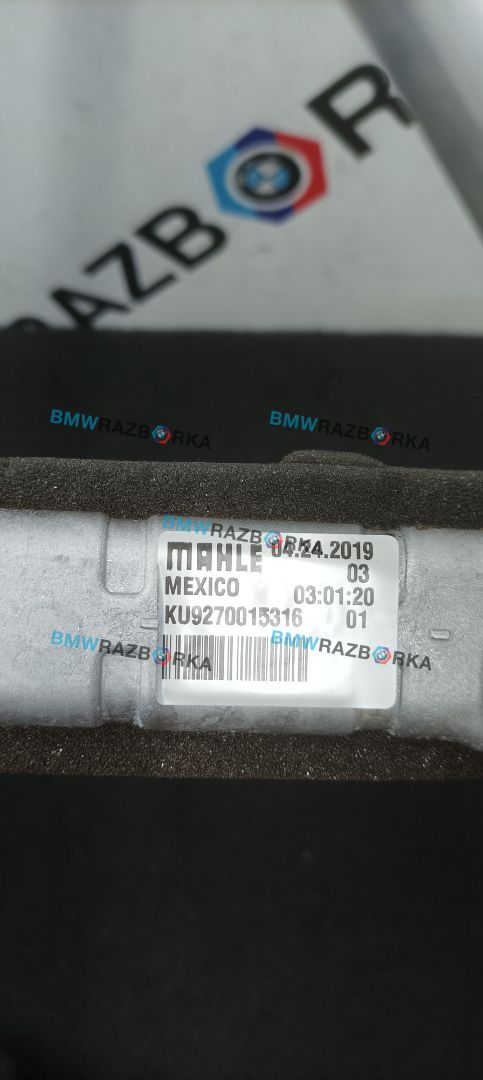 RAZBOR
BMWRAZBORKA BMWRAZBORKA
BMWRAZBORKA
MAHLE 04.24.2019
03
MEXICO 03:01:20
KU9270015316 01
BMWRAZBORKA BMWRAZBORKA